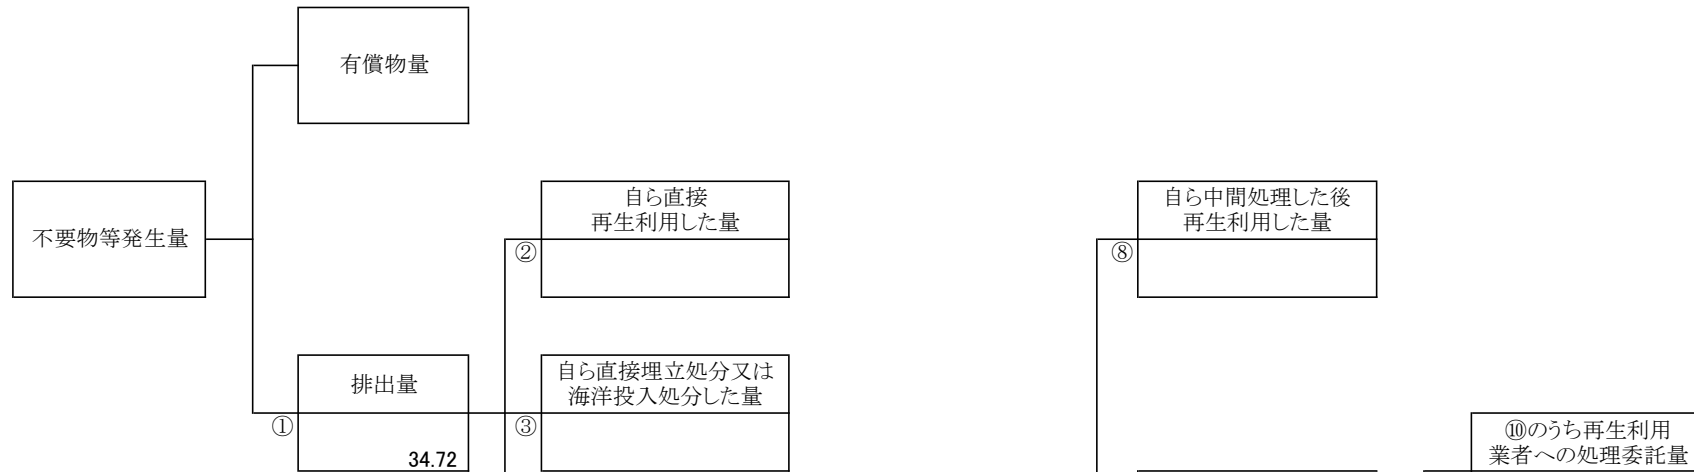 有償物量
不要物等発生量
自ら直接
再生利用した量
②
自ら中間処理した後
再生利用した量
⑧
排出量
①
34.72
自ら直接埋立処分又は
海洋投入処分した量
③
⑩のうち再生利用
業者への処理委託量